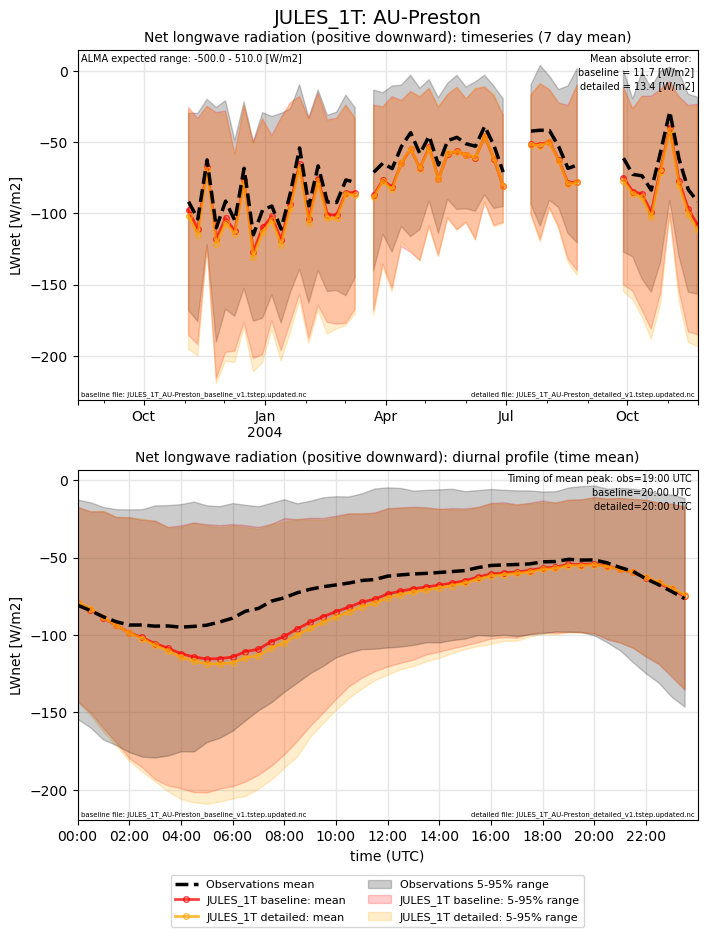 JULES_1T: AU-Preston
Net longwave radiation (positive downward): timeseries (7 day mean)
ALMA expected range: -500.0 - 510.0 [W/m2]
Mean absolute error:
baseline = 11.7 [W/m2]
detailed = 13.4 [W/m2]
0
−50
−100
−150
−200
LWnet [W/m2]
baseline file: JULES_1T_AU-Preston_baseline_v1.tstep.updated.nc
detailed file: JULES_1T_AU-Preston_detailed_v1.tstep.updated.nc
Oct Jan Apr Jul Oct
2004
Net longwave radiation (positive downward): diurnal profile (time mean)
Timing of mean peak: obs=19:00 UTC
baseline=20:00 UTC
detailed=20:00 UTC
0
−50
−100
−150
−200
LWnet [W/m2]
baseline file: JULES_1T_AU-Preston_baseline_v1.tstep.updated.nc
detailed file: JULES_1T_AU-Preston_detailed_v1.tstep.updated.nc
00:00 02:00 04:00 06:00 08:00 10:00 12:00 14:00 16:00 18:00 20:00 22:00
time (UTC)
Observations mean
JULES_1T baseline: mean
JULES_1T detailed: mean
Observations 5-95% range
JULES_1T baseline: 5-95% range
JULES_1T detailed: 5-95% range